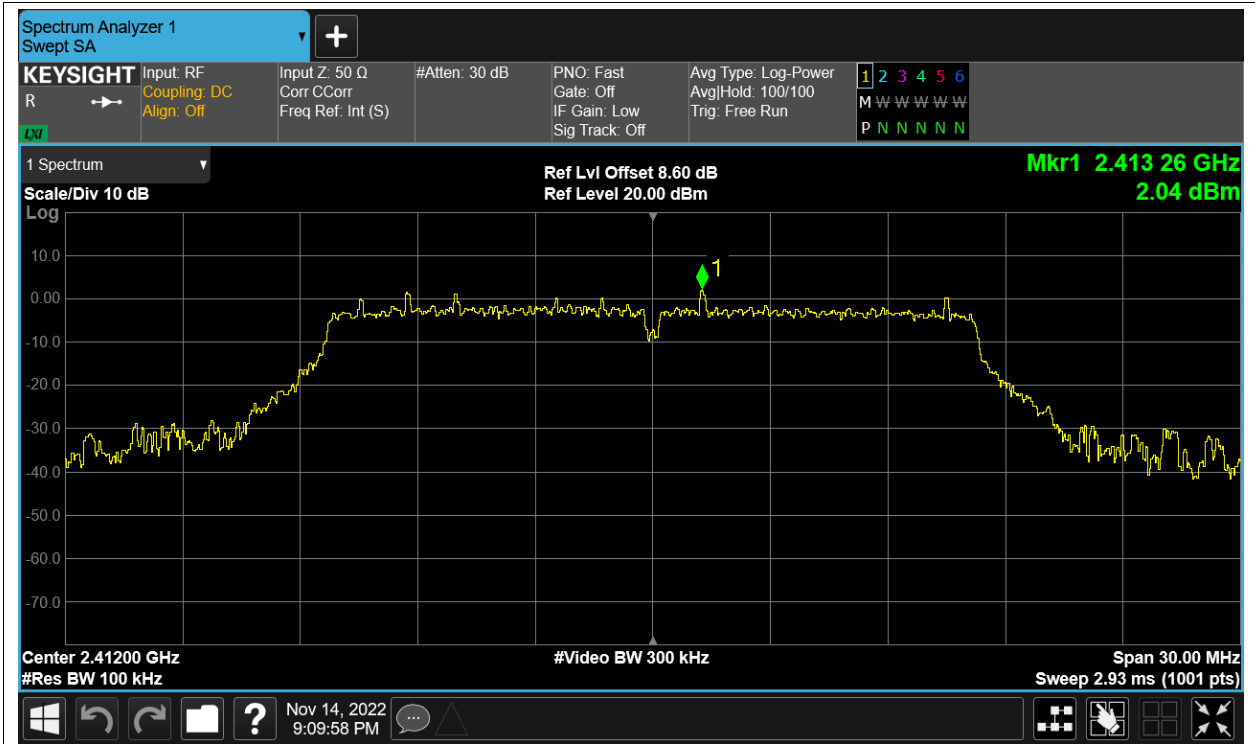 Spectrum Analyzer 1
Swept SA
KEYSIGHT
R
LXI
Input: RF
Coupling: DC
Align: Off
Input Z: 50 Ω
Corr CCorr
Freq Ref: Int (S)
#Atten: 30 dB
PNO: Fast
Gate: Off
IF Gain: Low
Sig Track: Off
Avg Type: Log-Power
Avg|Hold: 100/100
Trig: Free Run
1 2 3 4 5 6
M W W W W W
P N N N N N
1 Spectrum
Scale/Div 10 dB
Log
Ref Lvl Offset 8.60 dB
Ref Level 20.00 dBm
Mkr1 2.413 26 GHz
2.04 dBm
1
10.0
0.00
-10.0
-20.0
-30.0
-40.0
-50.0
-60.0
-70.0
Center 2.41200 GHz
#Res BW 100 kHz
#Video BW 300 kHz
Span 30.00 MHz
Sweep 2.93 ms (1001 pts)
?
Nov 14, 2022
9:09:58 PM